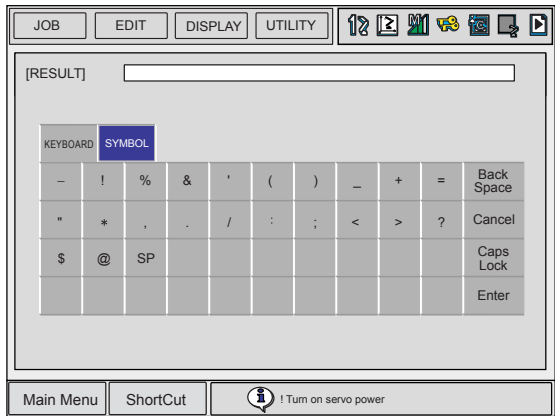 JOB EDIT DISPLAY UTILITY
[RESULT]
KEYBOARD SYMBOL
– ! % & ' ( ) _ + = Back Space
" * , . / : ; < > ? Cancel
$ @ SP Caps Lock
Enter
Main Menu ShortCut ! Turn on servo power